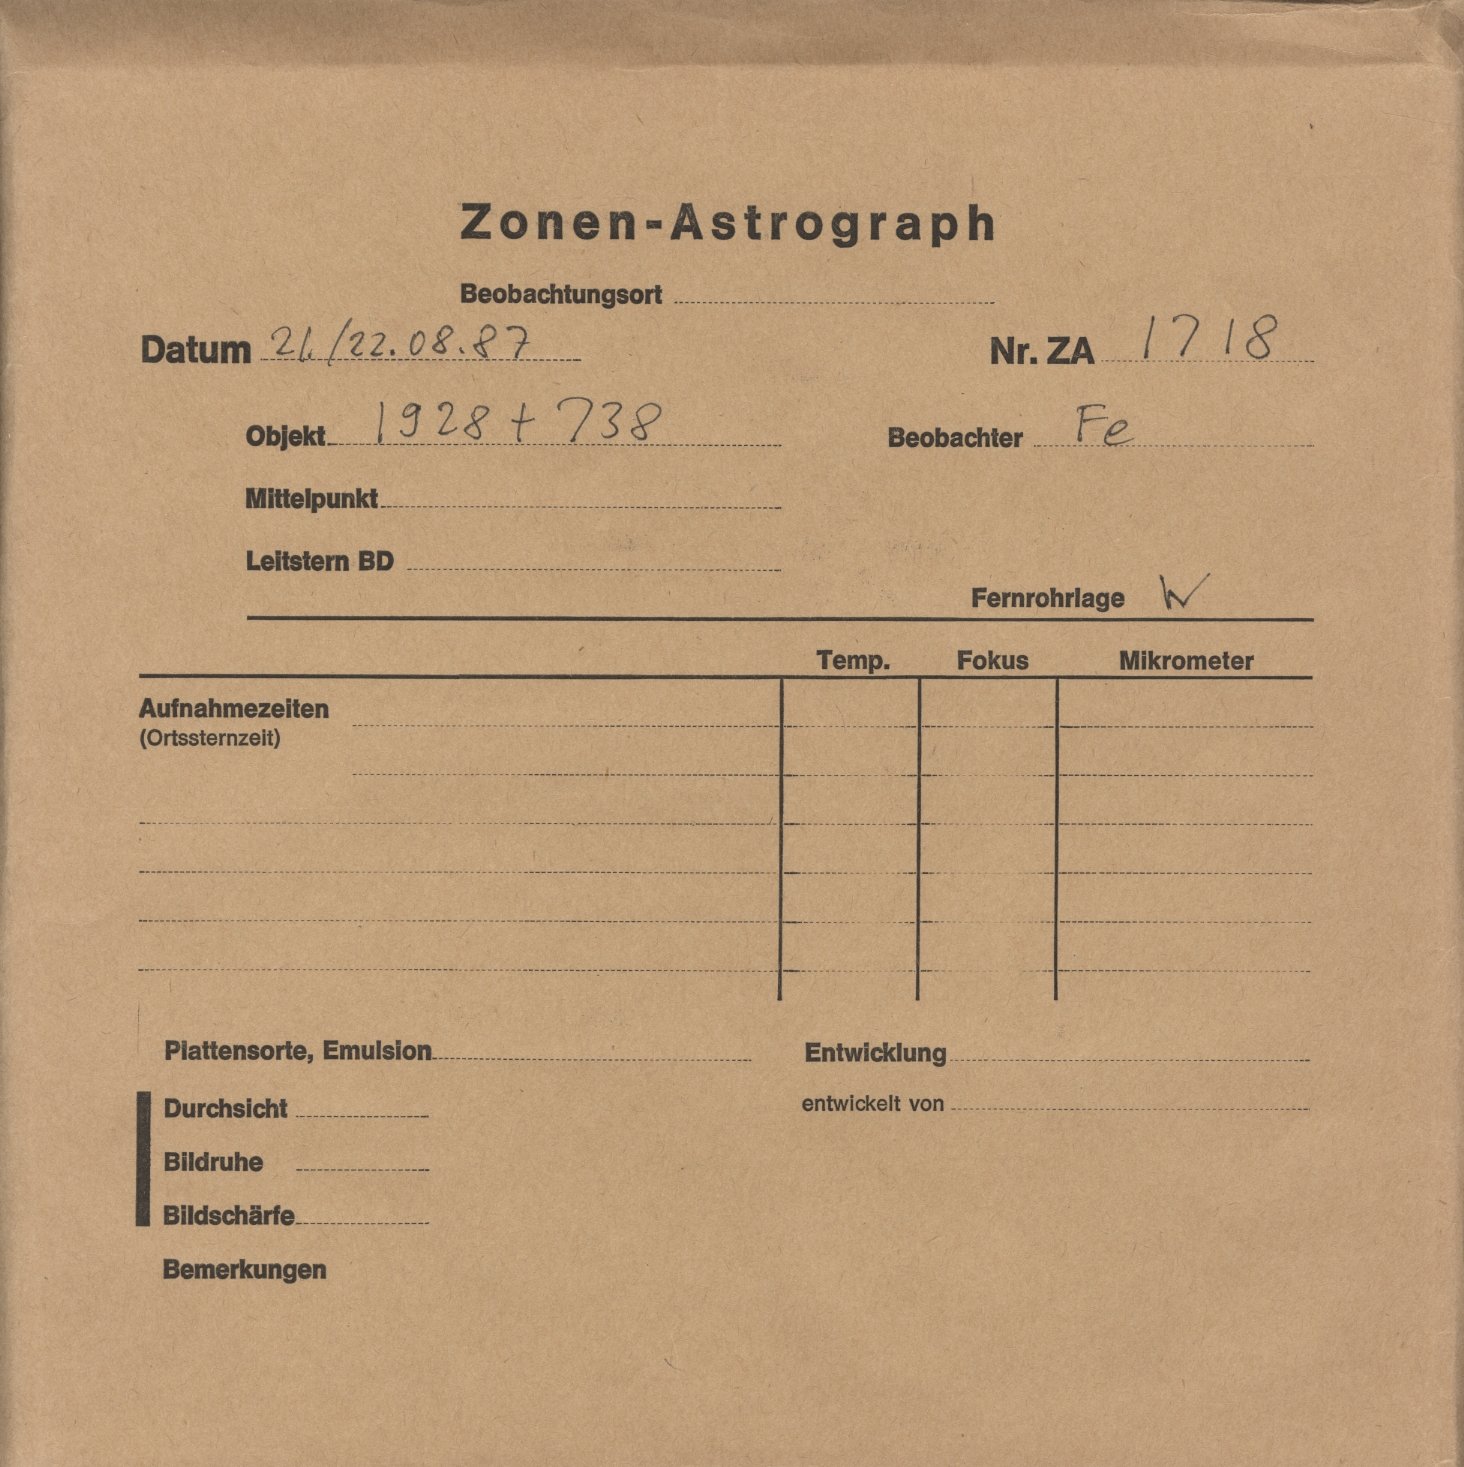 Zonen-Astrograph
Beobachtungsort
Datum 21./22.08.87 Nr. ZA 1718
Objekt 1928+738 Beobachter Fe
Mittelpunkt
Leitstern BD
Fernrohrlage W
Temp. Fokus Mikrometer
Aufnahmezeiten
(Ortssternzeit)
Plattensorte, Emulsion Entwicklung
Durchsicht entwickelt von
Bildruhe
Bildschärfe
Bemerkungen